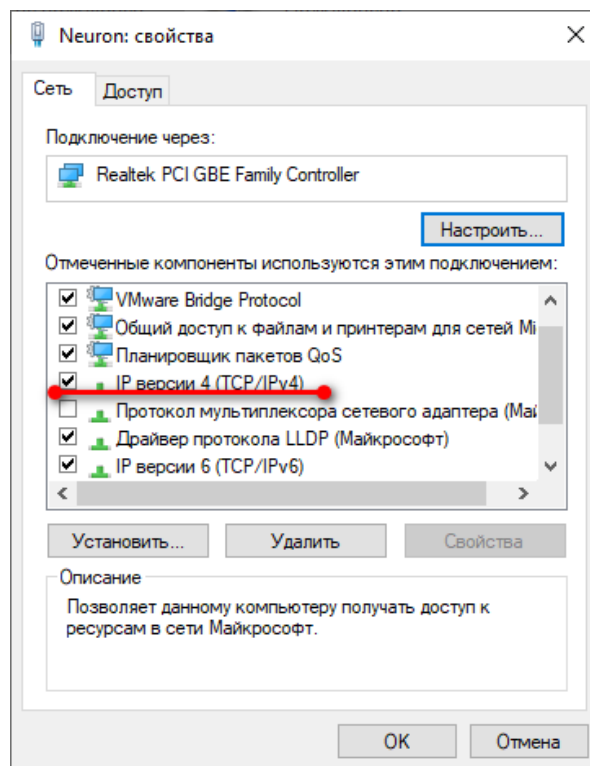 Neuron: свойства
Сеть
Доступ
Подключение через:
Realtek PCI GBE Family Controller
Настроить...
Отмеченные компоненты используются этим подключением:
VMware Bridge Protocol
Общий доступ к файлам и принтерам для сетей Mi
Планировщик пакетов QoS
IP версии 4 (TCP/IPv4)
Протокол мультиплексора сетевого адаптера (Май
Драйвер протокола LLDP (Майкрософт)
IP версии 6 (TCP/IPv6)
Установить...
Удалить
Свойства
Описание
Позволяет данному компьютеру получать доступ к
ресурсам в сети Майкрософт.
OK
Отмена